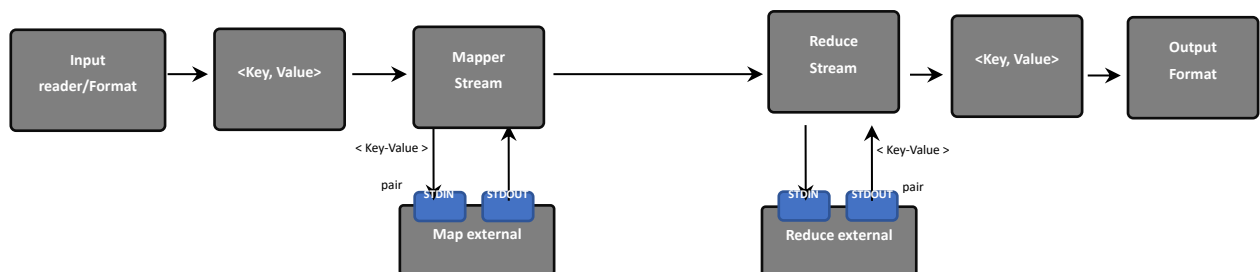 Input
reader/Format
<Key, Value>
Mapper
Stream
Reduce
Stream
<Key, Value>
Output
Format
< Key-Value >
pair
STDIN
STDOUT
Map external
< Key-Value >
pair
STDIN
STDOUT
Reduce external